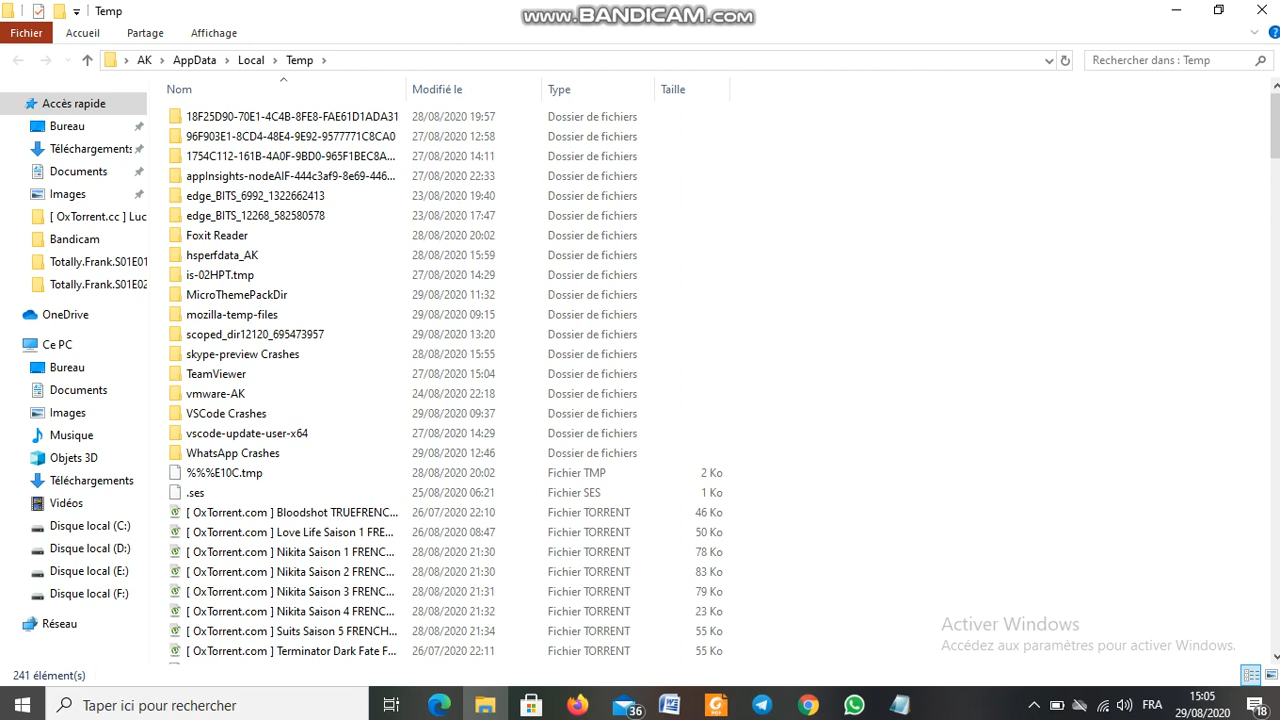 Temp
www.BANDICAM.com
Fichier Accueil Partage Affichage
AK > AppData > Local > Temp >
Rechercher dans : Temp
Nom Modifié le Type Taille
Accès rapide
Bureau
Téléchargements
Documents
Images
[ OxTorrent.cc ] Luc
Bandicam
Totally.Frank.S01E01
Totally.Frank.S01E02
OneDrive
Ce PC
Bureau
Documents
Images
Musique
Objets 3D
Téléchargements
Vidéos
Disque local (C:)
Disque local (D:)
Disque local (E:)
Disque local (F:)
Réseau
18F25D90-70E1-4C4B-8FE8-FAE61D1ADA31 28/08/2020 19:57 Dossier de fichiers
96F903E1-8CD4-48E4-9E92-9577771C8CA0 27/08/2020 12:58 Dossier de fichiers
1754C112-161B-4A0F-9BD0-965F1BEC8A... 27/08/2020 14:11 Dossier de fichiers
appInsights-nodeAIF-444c3af9-8e69-446... 27/08/2020 22:33 Dossier de fichiers
edge_BITS_6992_1322662413 23/08/2020 19:40 Dossier de fichiers
edge_BITS_12268_582580578 23/08/2020 17:47 Dossier de fichiers
Foxit Reader 28/08/2020 20:02 Dossier de fichiers
hsperfdata_AK 28/08/2020 15:59 Dossier de fichiers
is-02HPT.tmp 27/08/2020 14:29 Dossier de fichiers
MicroThemePackDir 29/08/2020 11:32 Dossier de fichiers
mozilla-temp-files 29/08/2020 09:15 Dossier de fichiers
scoped_dir12120_695473957 29/08/2020 13:20 Dossier de fichiers
skype-preview Crashes 28/08/2020 15:55 Dossier de fichiers
TeamViewer 27/08/2020 15:04 Dossier de fichiers
vmware-AK 24/08/2020 22:18 Dossier de fichiers
VSCode Crashes 29/08/2020 09:37 Dossier de fichiers
vscode-update-user-x64 27/08/2020 14:29 Dossier de fichiers
WhatsApp Crashes 29/08/2020 12:46 Dossier de fichiers
%%%E10C.tmp 28/08/2020 20:02 Fichier TMP 2 Ko
.ses 25/08/2020 06:21 Fichier SES 1 Ko
[ OxTorrent.com ] Bloodshot TRUEFRENC... 26/07/2020 22:10 Fichier TORRENT 46 Ko
[ OxTorrent.com ] Love Life Saison 1 FRE... 26/08/2020 08:47 Fichier TORRENT 50 Ko
[ OxTorrent.com ] Nikita Saison 1 FRENC... 28/08/2020 21:30 Fichier TORRENT 78 Ko
[ OxTorrent.com ] Nikita Saison 2 FRENC... 28/08/2020 21:30 Fichier TORRENT 83 Ko
[ OxTorrent.com ] Nikita Saison 3 FRENC... 28/08/2020 21:31 Fichier TORRENT 79 Ko
[ OxTorrent.com ] Nikita Saison 4 FRENC... 28/08/2020 21:32 Fichier TORRENT 23 Ko
[ OxTorrent.com ] Suits Saison 5 FRENCH... 28/08/2020 21:34 Fichier TORRENT 55 Ko
[ OxTorrent.com ] Terminator Dark Fate F... 26/07/2020 22:11 Fichier TORRENT 55 Ko
Activer Windows
Accédez aux paramètres pour activer Windows.
241 élément(s)
Taper ici pour rechercher
36
W
PDF
FRA
15:05
29/08/2020
18